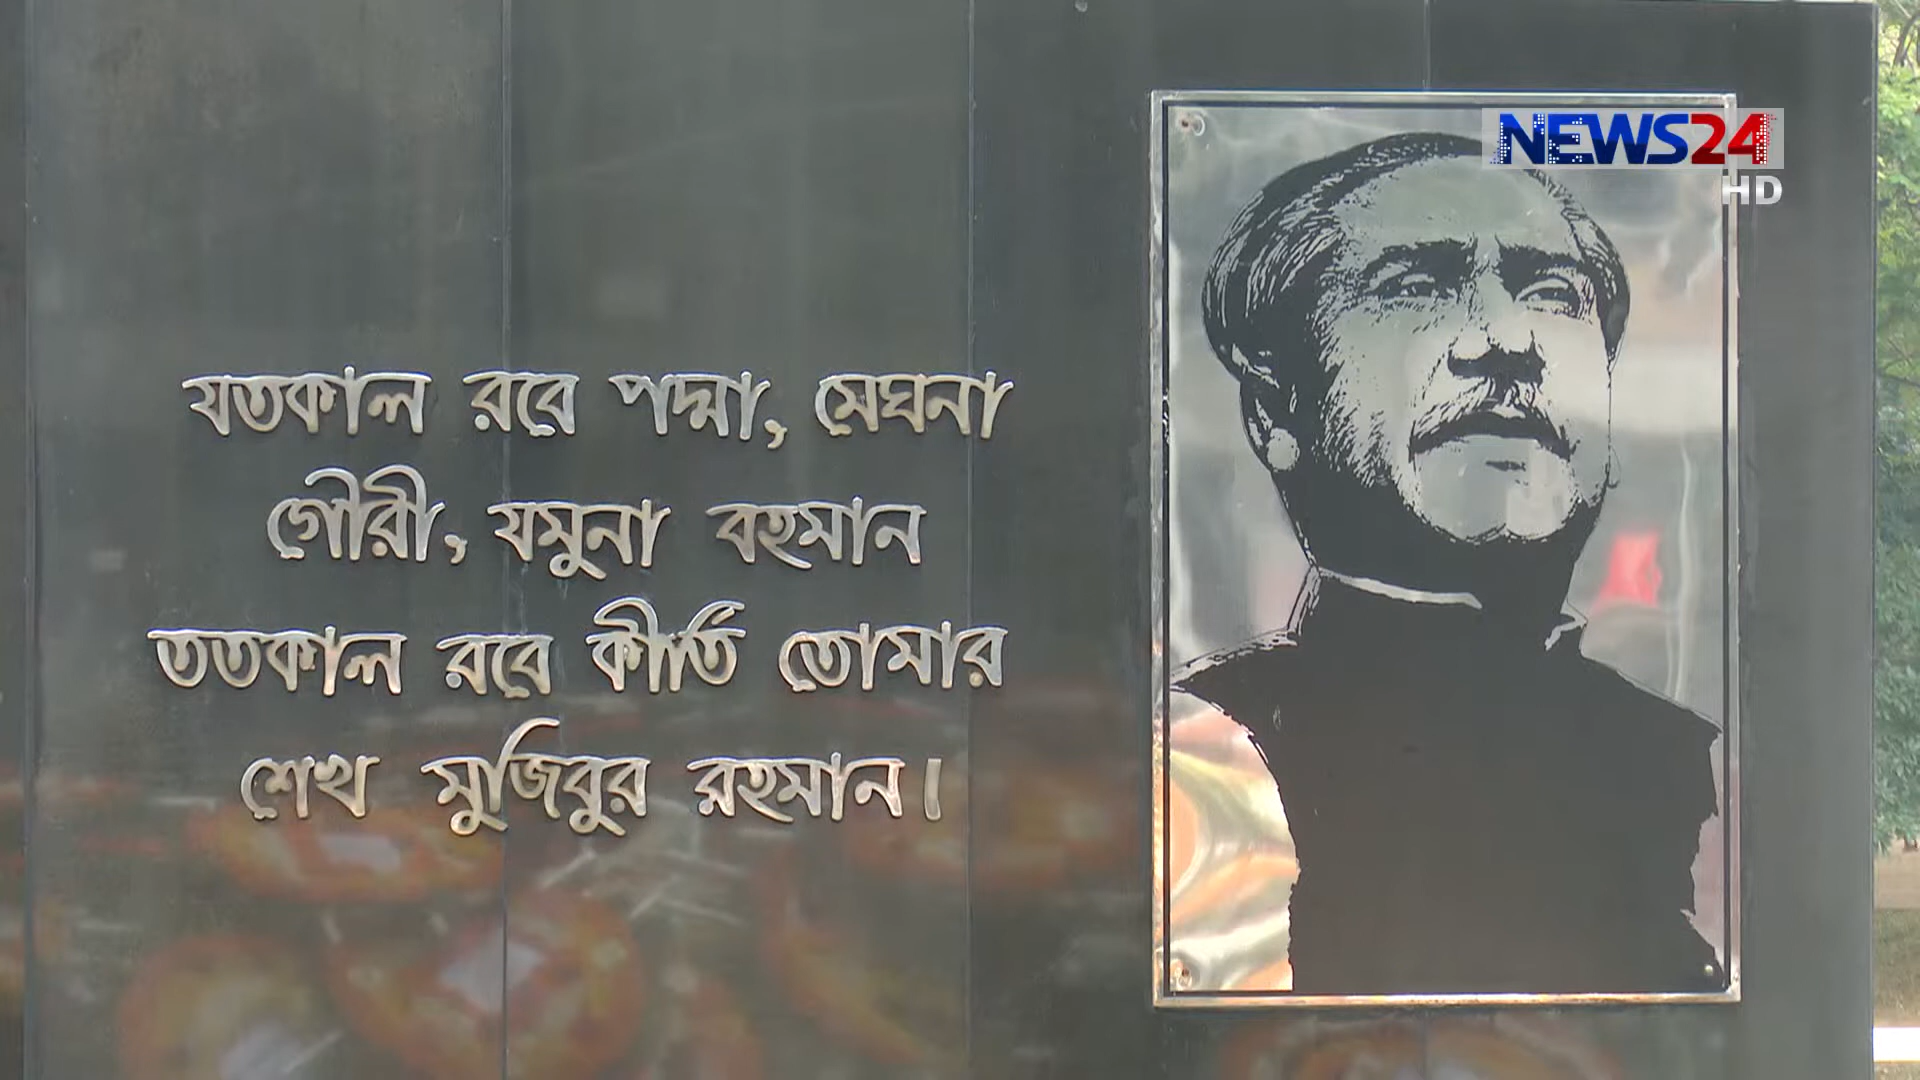 NEWS24
HD
যতকাল রবে পদ্মা, মেঘনা
গৌরী, যমুনা বহমান
ততকাল রবে কীর্তি তোমার
শেখ মুজিবুর রহমান।